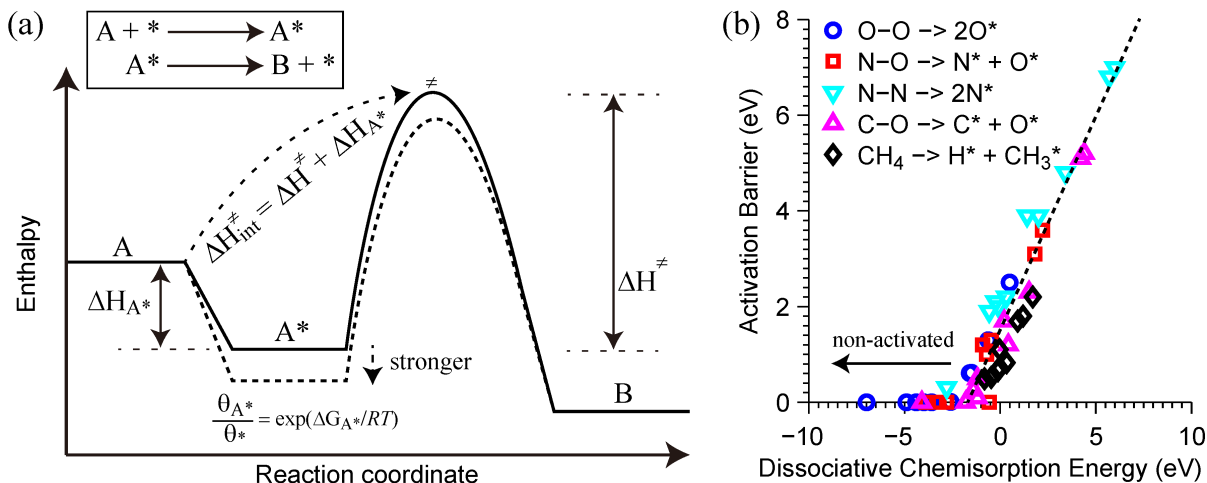 (a)
A + * → A*
A* → B + *
≠
ΔH≠int = ΔH≠ + ΔHA*
A
ΔHA*
A*
stronger
ΔH≠
B
θA*/θ* = exp(ΔGA*/RT)
Enthalpy
Reaction coordinate
(b)
O−O −> 2O*
N−O −> N* + O*
N−N −> 2N*
C−O −> C* + O*
CH4 −> H* + CH3*
non-activated
8
6
4
2
0
−10 −5 0 5 10
Activation Barrier (eV)
Dissociative Chemisorption Energy (eV)